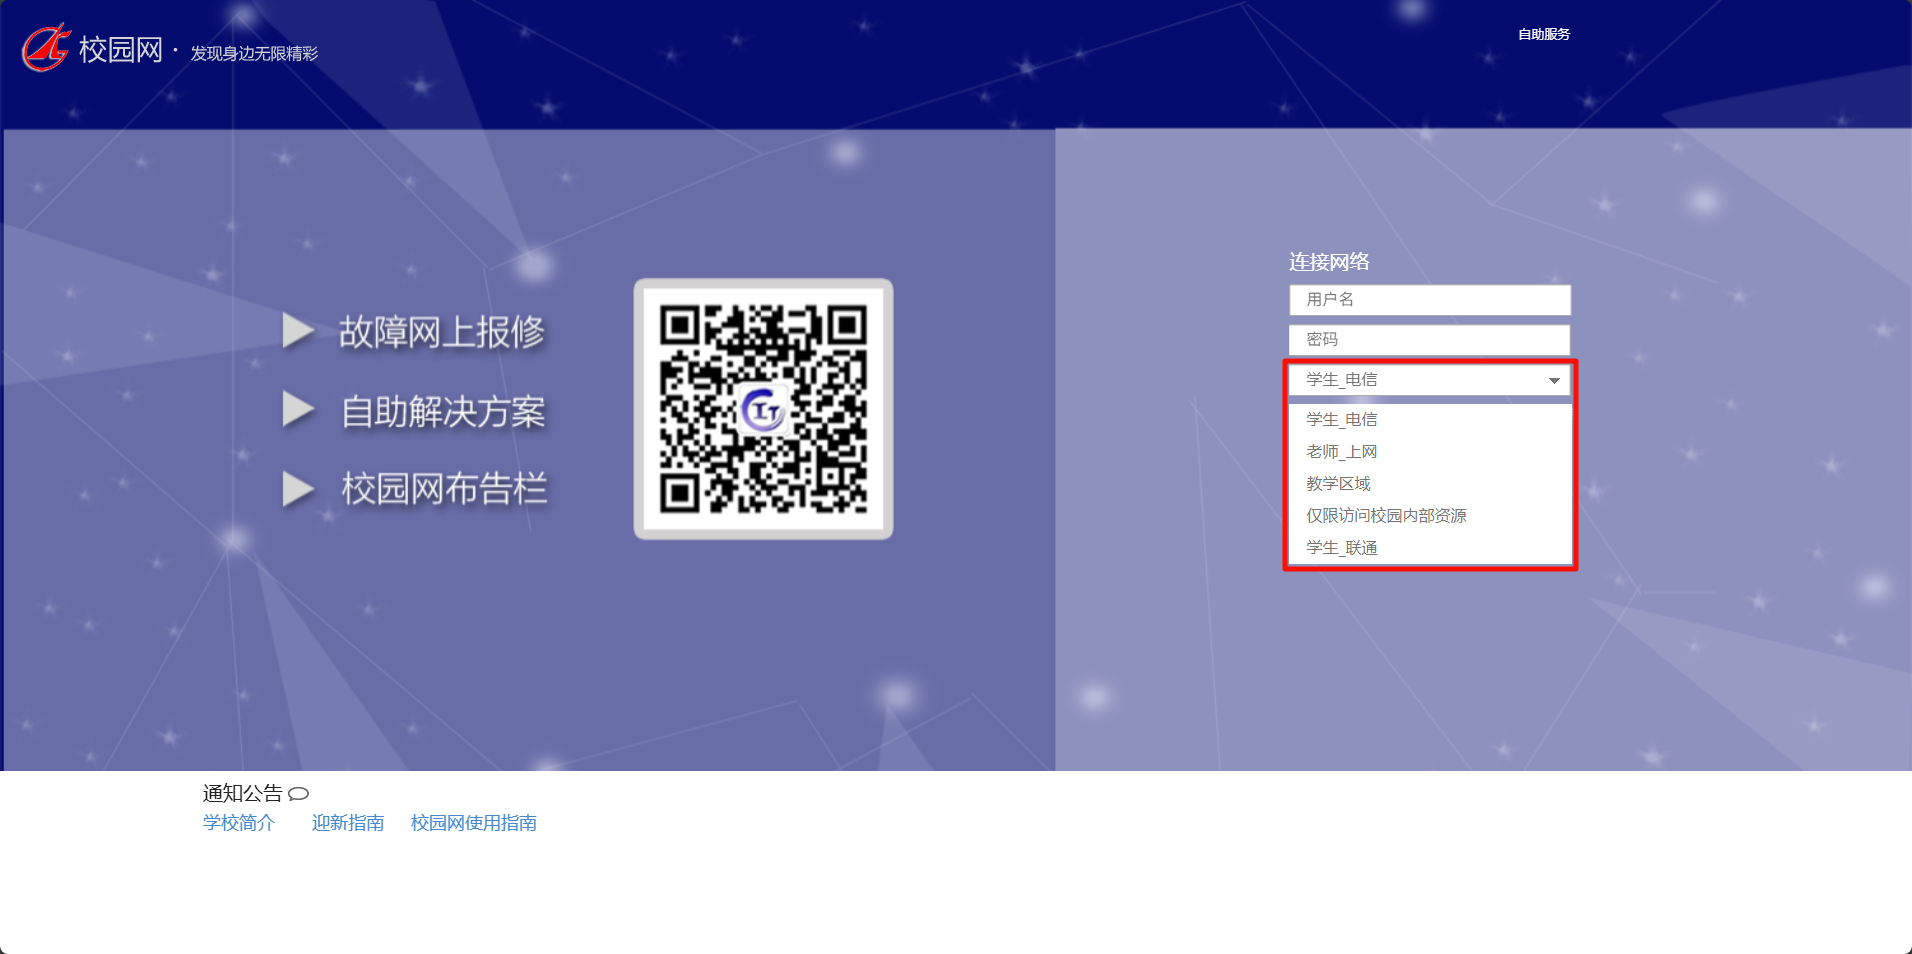 校园网 · 发现身边无限精彩
自助服务
故障网上报修
自助解决方案
校园网布告栏
连接网络
用户名
密码
学生_电信
学生_电信
老师_上网
教学区域
仅限访问校园内部资源
学生_联通
通知公告
学校简介 迎新指南 校园网使用指南